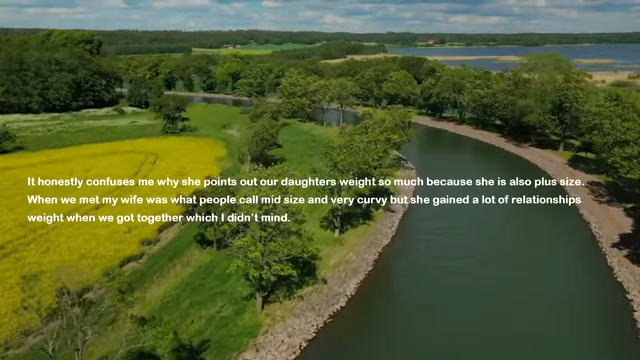 It honestly confuses me why she points out our daughters weight so much because she is also plus size.
When we met my wife was what people call mid size and very curvy but she gained a lot of relationships
weight when we got together which I didn't mind.